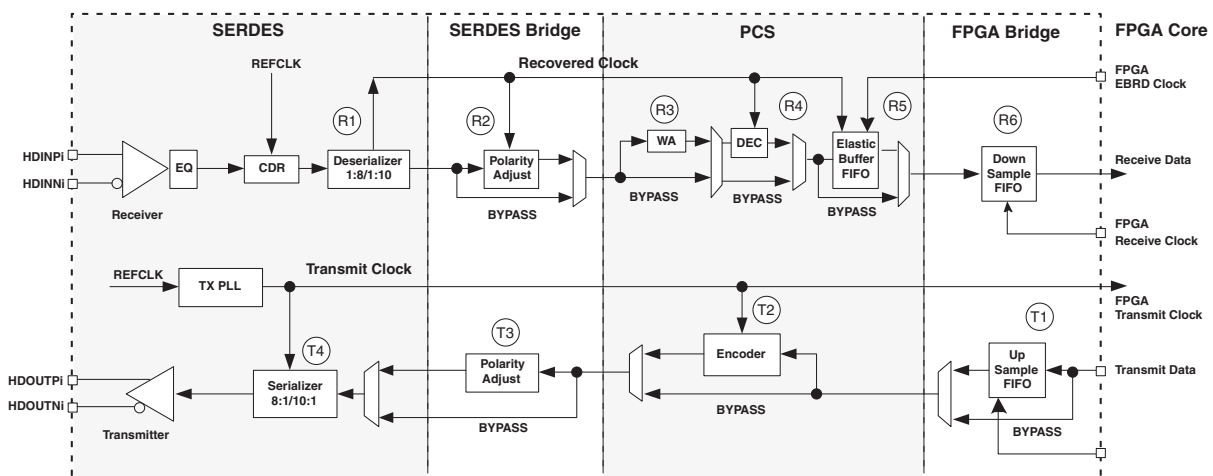 SERDES
SERDES Bridge
PCS
FPGA Bridge
FPGA Core
REFCLK
Recovered Clock
FPGA
EBRD Clock
R1
R2
R3
R4
R5
R6
HDINPi
HDINNi
EQ
CDR
Deserializer
1:8/1:10
Polarity
Adjust
WA
DEC
Elastic
Buffer
FIFO
Down
Sample
FIFO
Receive Data
Receiver
BYPASS
BYPASS
BYPASS
BYPASS
FPGA
Receive Clock
REFCLK
TX PLL
Transmit Clock
FPGA
Transmit Clock
T4
T3
T2
T1
HDOUTPi
HDOUTNi
Transmitter
Serializer
8:1/10:1
Polarity
Adjust
Encoder
Up
Sample
FIFO
Transmit Data
BYPASS
BYPASS
BYPASS